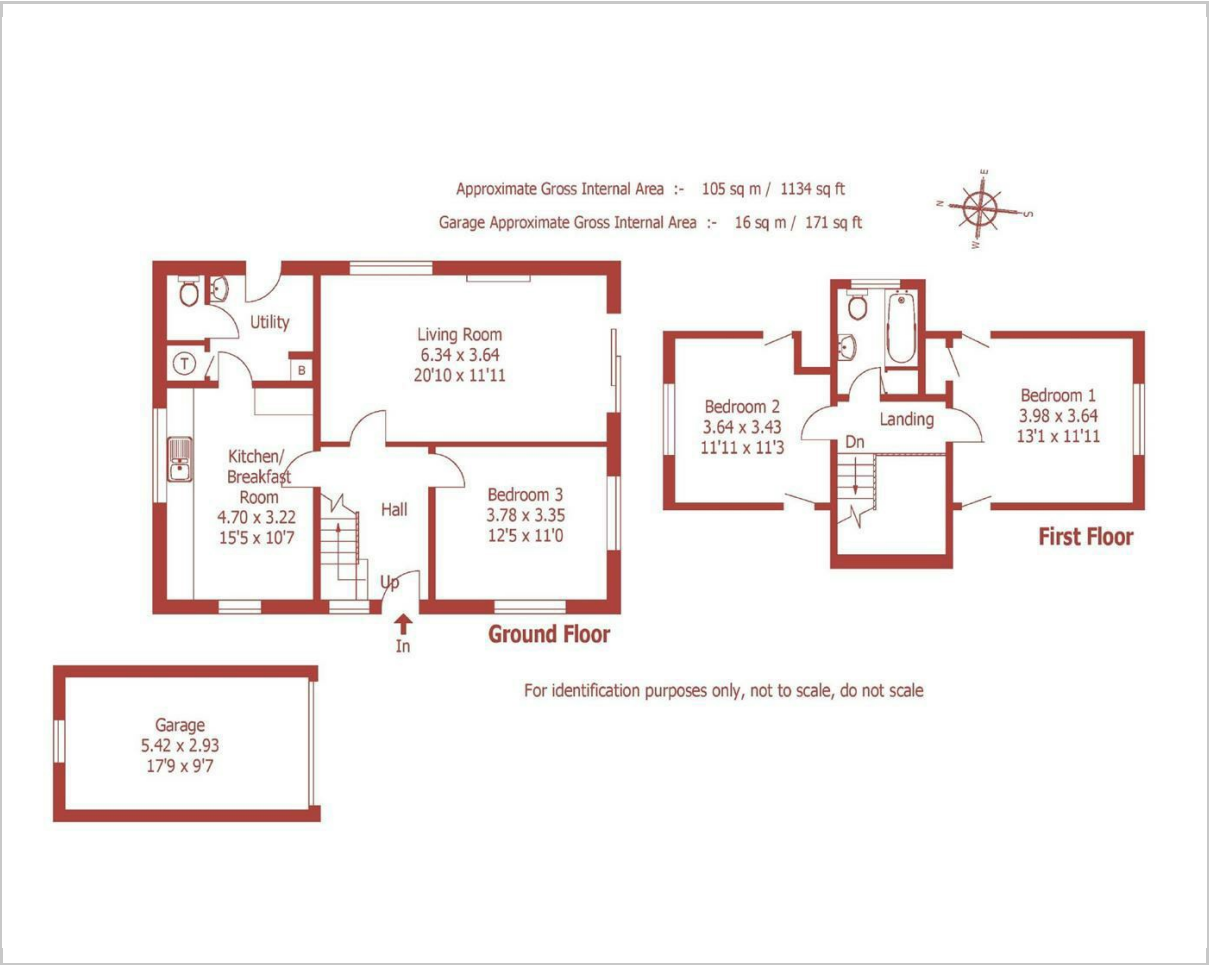 Approximate Gross Internal Area :- 105 sq m / 1134 sq ft
Garage Approximate Gross Internal Area :- 16 sq m / 171 sq ft
N
E
S
W
Utility
T
B
Living Room
6.34 x 3.64
20'10 x 11'11
Kitchen/
Breakfast
Room
4.70 x 3.22
15'5 x 10'7
Hall
Up
In
Bedroom 3
3.78 x 3.35
12'5 x 11'0
Ground Floor
Bedroom 2
3.64 x 3.43
11'11 x 11'3
Landing
Dn
Bedroom 1
3.98 x 3.64
13'1 x 11'11
First Floor
For identification purposes only, not to scale, do not scale
Garage
5.42 x 2.93
17'9 x 9'7